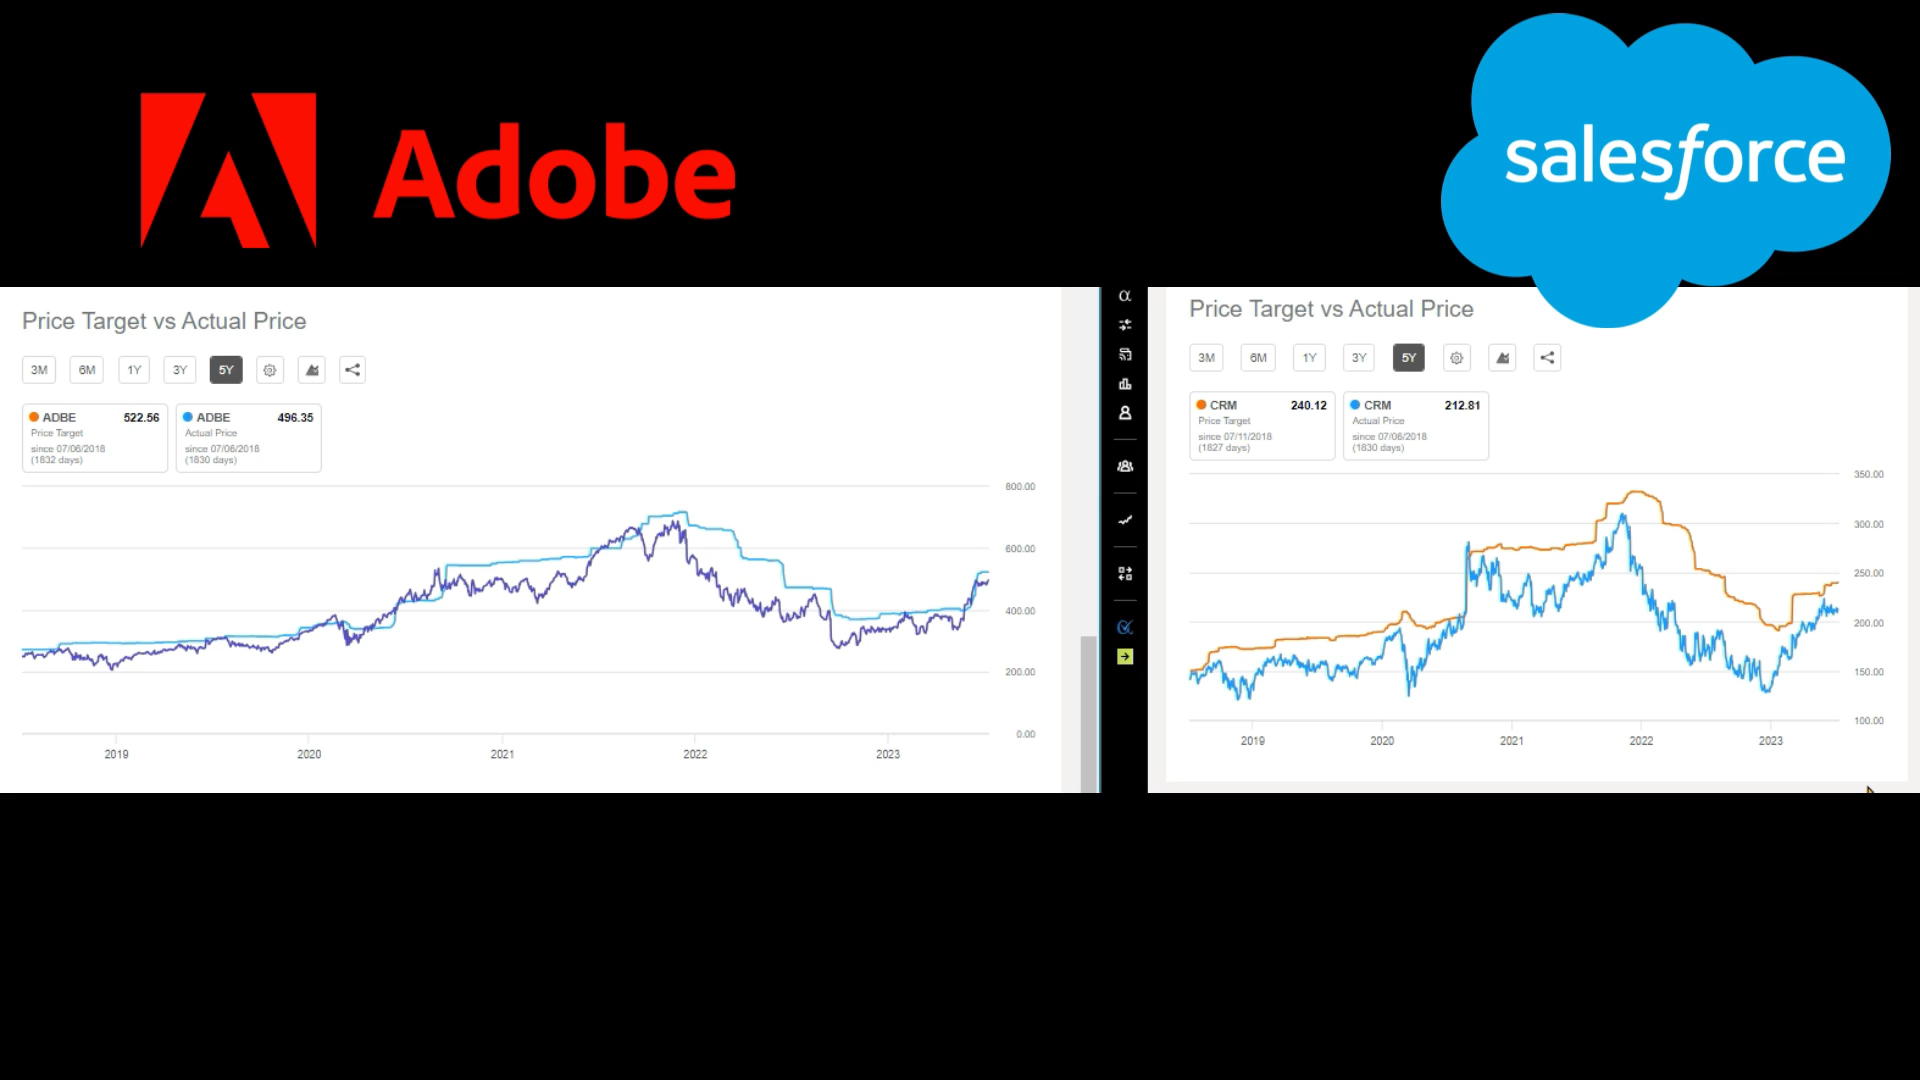 Adobe
salesforce
Price Target vs Actual Price
3M 6M 1Y 3Y 5Y
ADBE 522.56
Price Target
since 07/06/2018
(1832 days)
ADBE 496.35
Actual Price
since 07/06/2018
(1830 days)
800.00
600.00
400.00
200.00
0.00
2019 2020 2021 2022 2023
α
Price Target vs Actual Price
3M 6M 1Y 3Y 5Y
CRM 240.12
Price Target
since 07/11/2018
(1827 days)
CRM 212.81
Actual Price
since 07/06/2018
(1830 days)
350.00
300.00
250.00
200.00
150.00
100.00
2019 2020 2021 2022 2023